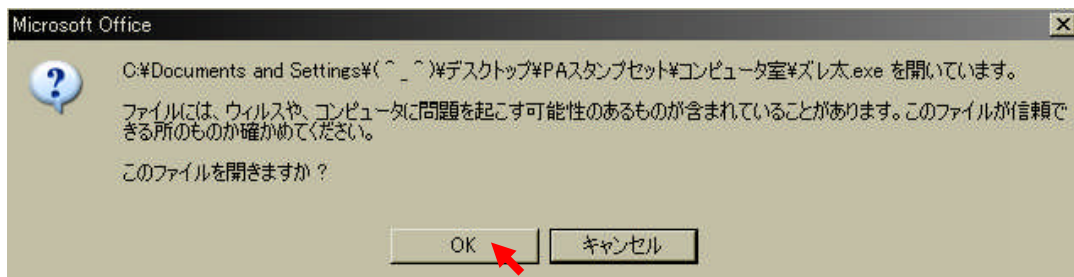 Microsoft Office
C:¥Documents and Settings¥(^_^)¥デスクトップ¥PAスタンプセット¥コンピュータ室¥ズレ太.exe を開いています。
ファイルには、ウィルスや、コンピュータに問題を起こす可能性のあるものが含まれていることがあります。このファイルが信頼で
きる所のものか確かめてください。
このファイルを開きますか？
OK キャンセル